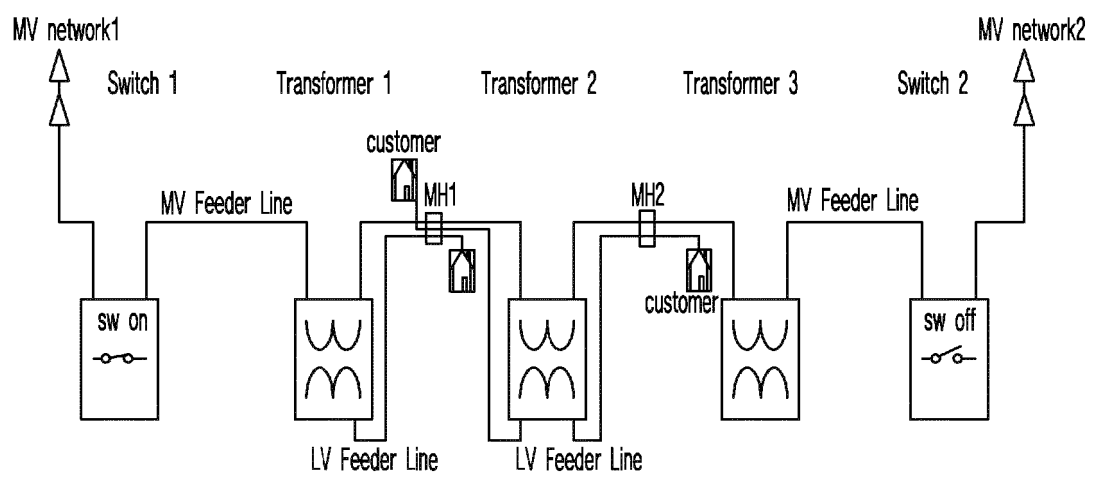 MV network1
MV network2
Switch 1
Transformer 1
Transformer 2
Transformer 3
Switch 2
customer
MV Feeder Line
MH1
MH2
MV Feeder Line
customer
sw on
sw off
LV Feeder Line
LV Feeder Line